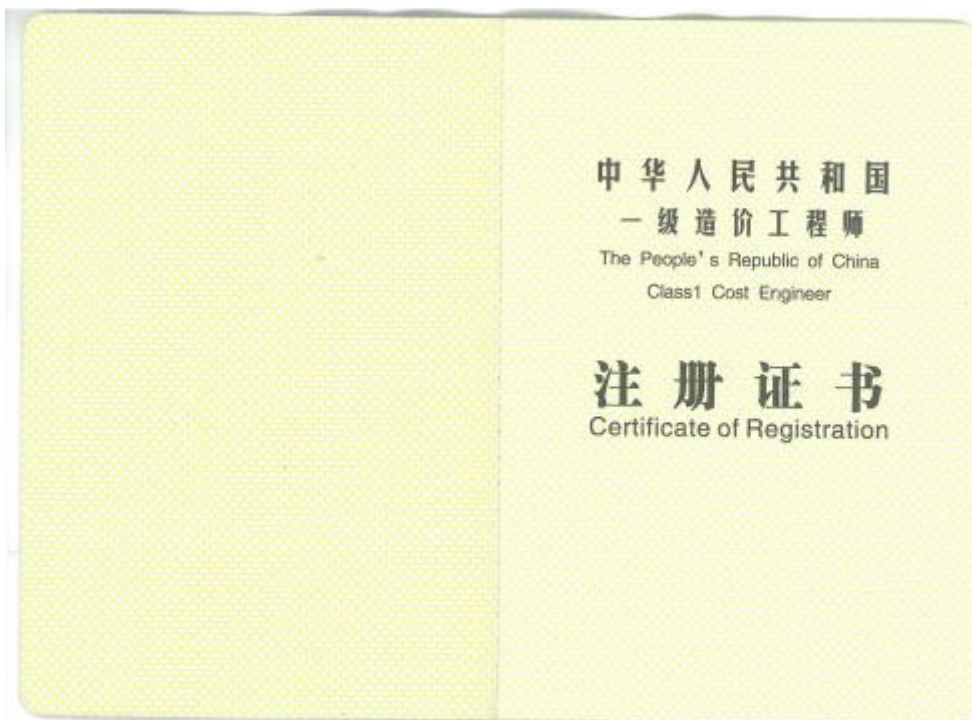 中华人民共和国
一级造价工程师
The People's Republic of China
Class1 Cost Engineer
注册证书
Certificate of Registration